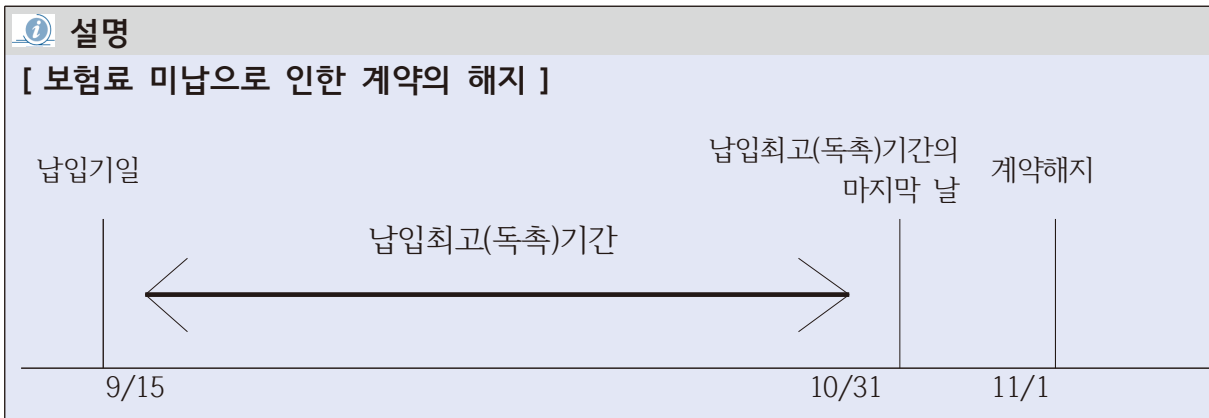 설명
[ 보험료 미납으로 인한 계약의 해지 ]
납입기일
납입최고(독촉)기간의
마지막 날
계약해지
납입최고(독촉)기간
9/15
10/31
11/1